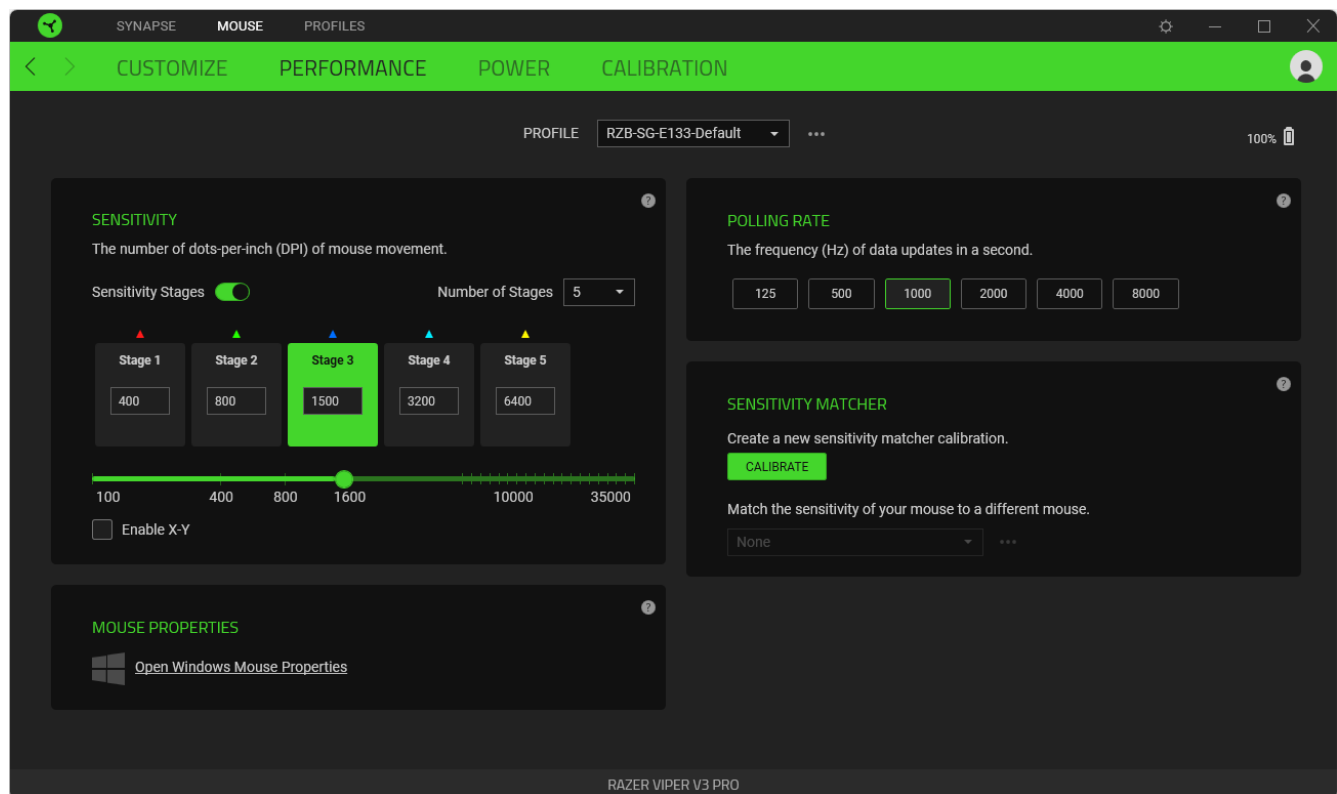 SYNAPSE MOUSE PROFILES
CUSTOMIZE PERFORMANCE POWER CALIBRATION
PROFILE RZB-SG-E133-Default
100%
SENSITIVITY
The number of dots-per-inch (DPI) of mouse movement.
Sensitivity Stages Number of Stages 5
Stage 1 Stage 2 Stage 3 Stage 4 Stage 5
400 800 1500 3200 6400
100 400 800 1600 10000 35000
Enable X-Y
MOUSE PROPERTIES
Open Windows Mouse Properties
POLLING RATE
The frequency (Hz) of data updates in a second.
125 500 1000 2000 4000 8000
SENSITIVITY MATCHER
Create a new sensitivity matcher calibration.
CALIBRATE
Match the sensitivity of your mouse to a different mouse.
None
RAZER VIPER V3 PRO